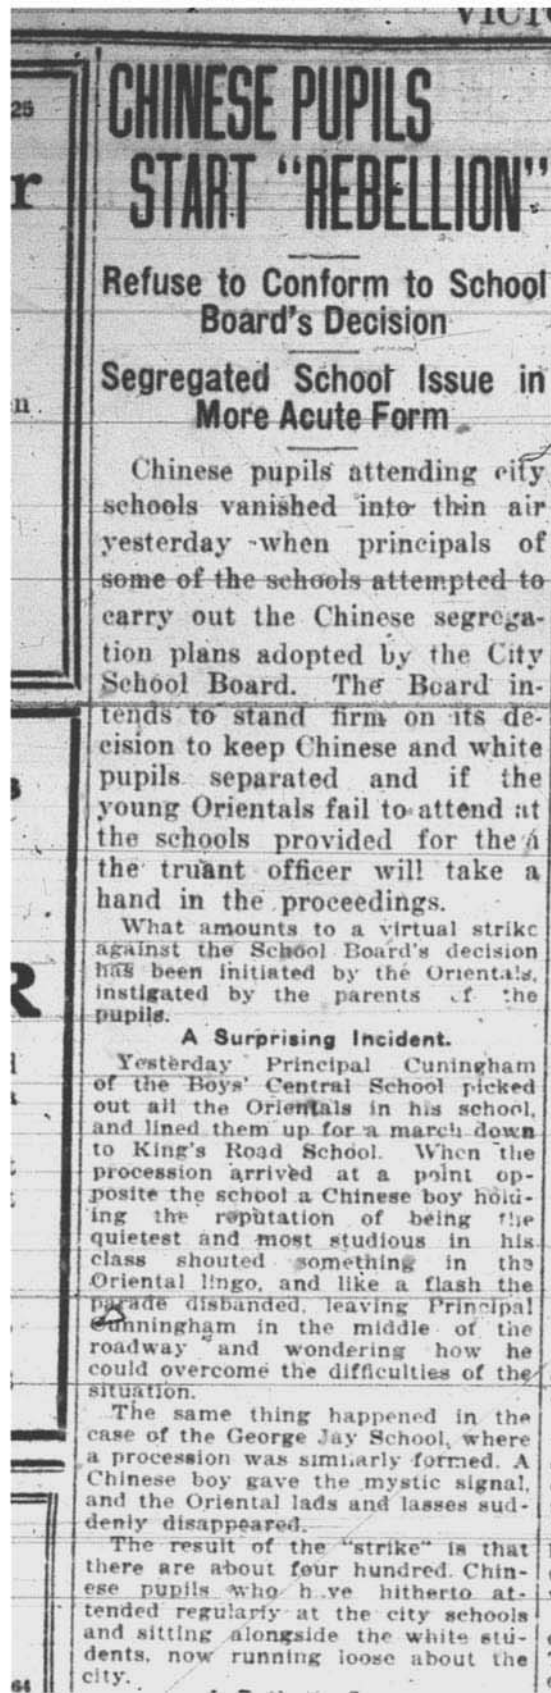 VICTO
CHINESE PUPILS
START "REBELLION"
Refuse to Conform to School
Board's Decision
Segregated School Issue in
More Acute Form
Chinese pupils attending city
schools vanished into thin air
yesterday when principals of
some of the schools attempted to
carry out the Chinese segrega-
tion plans adopted by the City
School Board. The Board in-
tends to stand firm on its de-
cision to keep Chinese and white
pupils separated and if the
young Orientals fail to attend at
the schools provided for the
the truant officer will take a
hand in the proceedings.
What amounts to a virtual strike
against the School Board's decision
has been initiated by the Orientals,
instigated by the parents of the
pupils.
A Surprising Incident.
Yesterday Principal Cuningham
of the Boys' Central School picked
out all the Orientals in his school,
and lined them up for a march down
to King's Road School. When the
procession arrived at a point op-
posite the school a Chinese boy hold-
ing the reputation of being the
quietest and most studious in his
class shouted something in the
Oriental lingo, and like a flash the
parade disbanded, leaving Principal
Cunningham in the middle of the
roadway and wondering how he
could overcome the difficulties of the
situation.
The same thing happened in the
case of the George Jay School, where
a procession was similarly formed. A
Chinese boy gave the mystic signal,
and the Oriental lads and lasses sud-
denly disappeared.
The result of the "strike" is that
there are about four hundred Chin-
ese pupils who have hitherto at-
tended regularly at the city schools
and sitting alongside the white stu-
dents, now running loose about the
city.
25
r
n
R
64